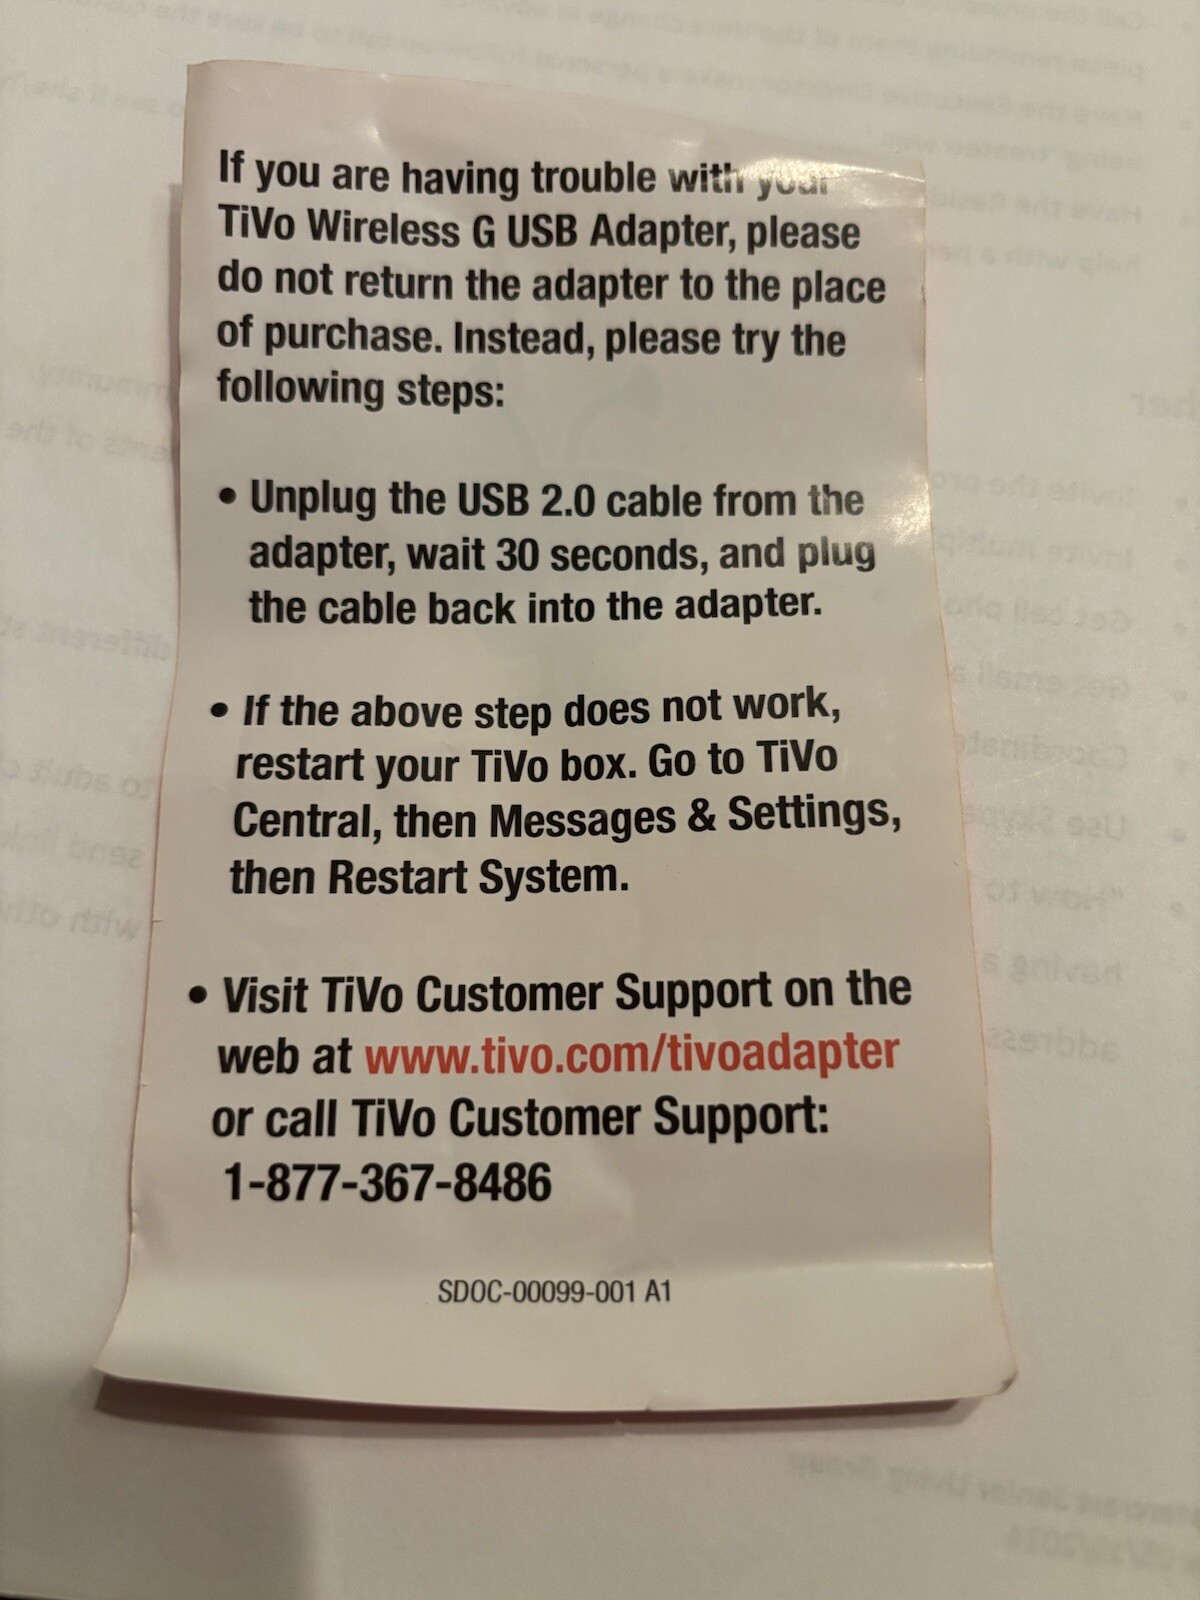 If you are having trouble with your
TiVo Wireless G USB Adapter, please
do not return the adapter to the place
of purchase. Instead, please try the
following steps:
• Unplug the USB 2.0 cable from the
adapter, wait 30 seconds, and plug
the cable back into the adapter.
• If the above step does not work,
restart your TiVo box. Go to TiVo
Central, then Messages & Settings,
then Restart System.
• Visit TiVo Customer Support on the
web at www.tivo.com/tivoadapter
or call TiVo Customer Support:
1-877-367-8486
SDOC-00099-001 A1